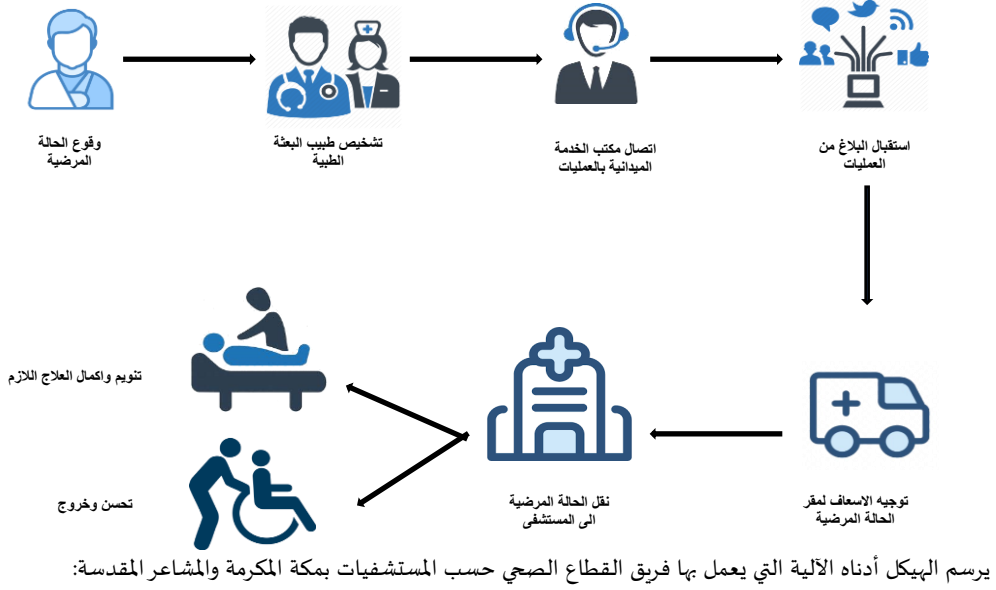 وقوع الحالة
المرضية
تشخيص طبيب البعثة
الطبية
اتصال مكتب الخدمة
الميدانية بالعمليات
استقبال البلاغ من
العمليات
توجيه الاسعاف لمقر
الحالة المرضية
نقل الحالة المرضية
الى المستشفى
تنويم واكمال العلاج اللازم
تحسن وخروج
يرسم الهيكل أدناه الآلية التي يعمل بها فريق القطاع الصحي حسب المستشفيات بمكة المكرمة والمشاعر المقدسة: